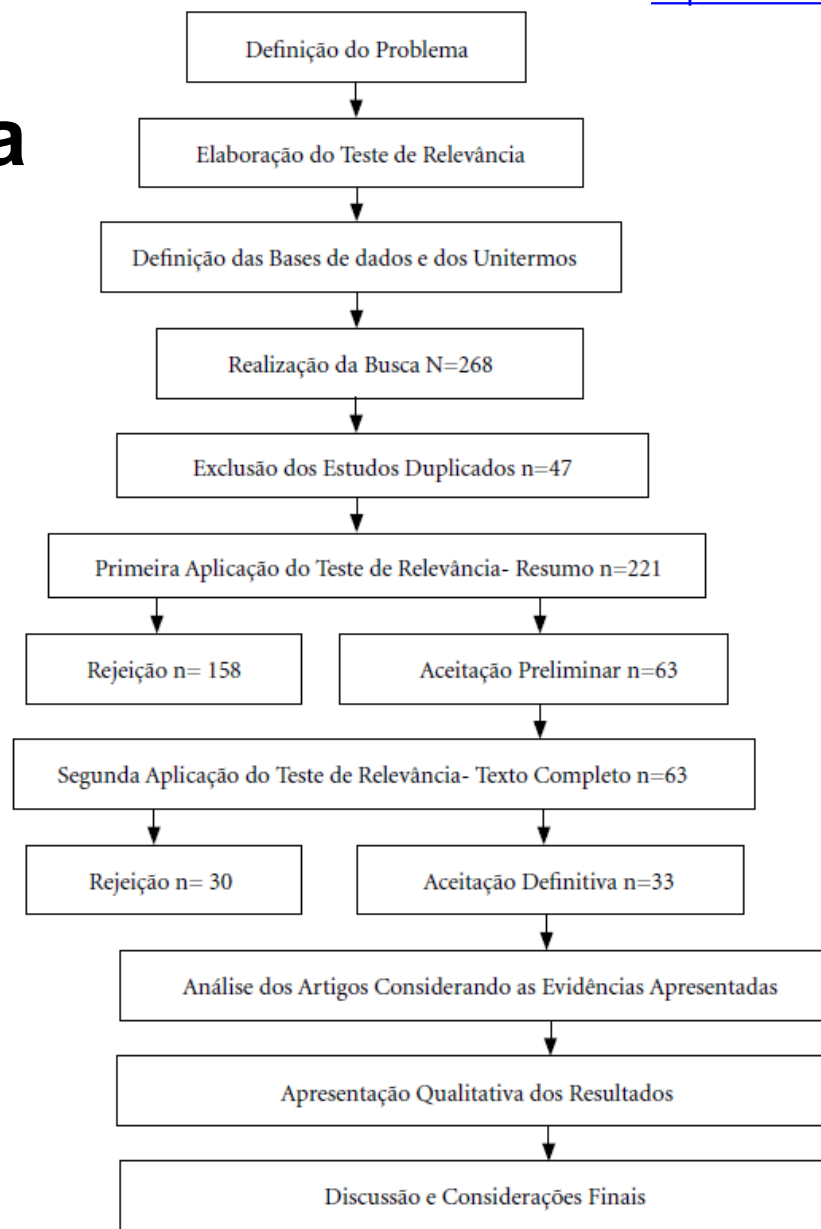 Definição do Problema
a
Elaboração do Teste de Relevância
Definição das Bases de dados e dos Unitermos
Realização da Busca N=268
Exclusão dos Estudos Duplicados n=47
Primeira Aplicação do Teste de Relevância- Resumo n=221
Rejeição n= 158
Aceitação Preliminar n=63
Segunda Aplicação do Teste de Relevância- Texto Completo n=63
Rejeição n= 30
Aceitação Definitiva n=33
Análise dos Artigos Considerando as Evidências Apresentadas
Apresentação Qualitativa dos Resultados
Discussão e Considerações Finais